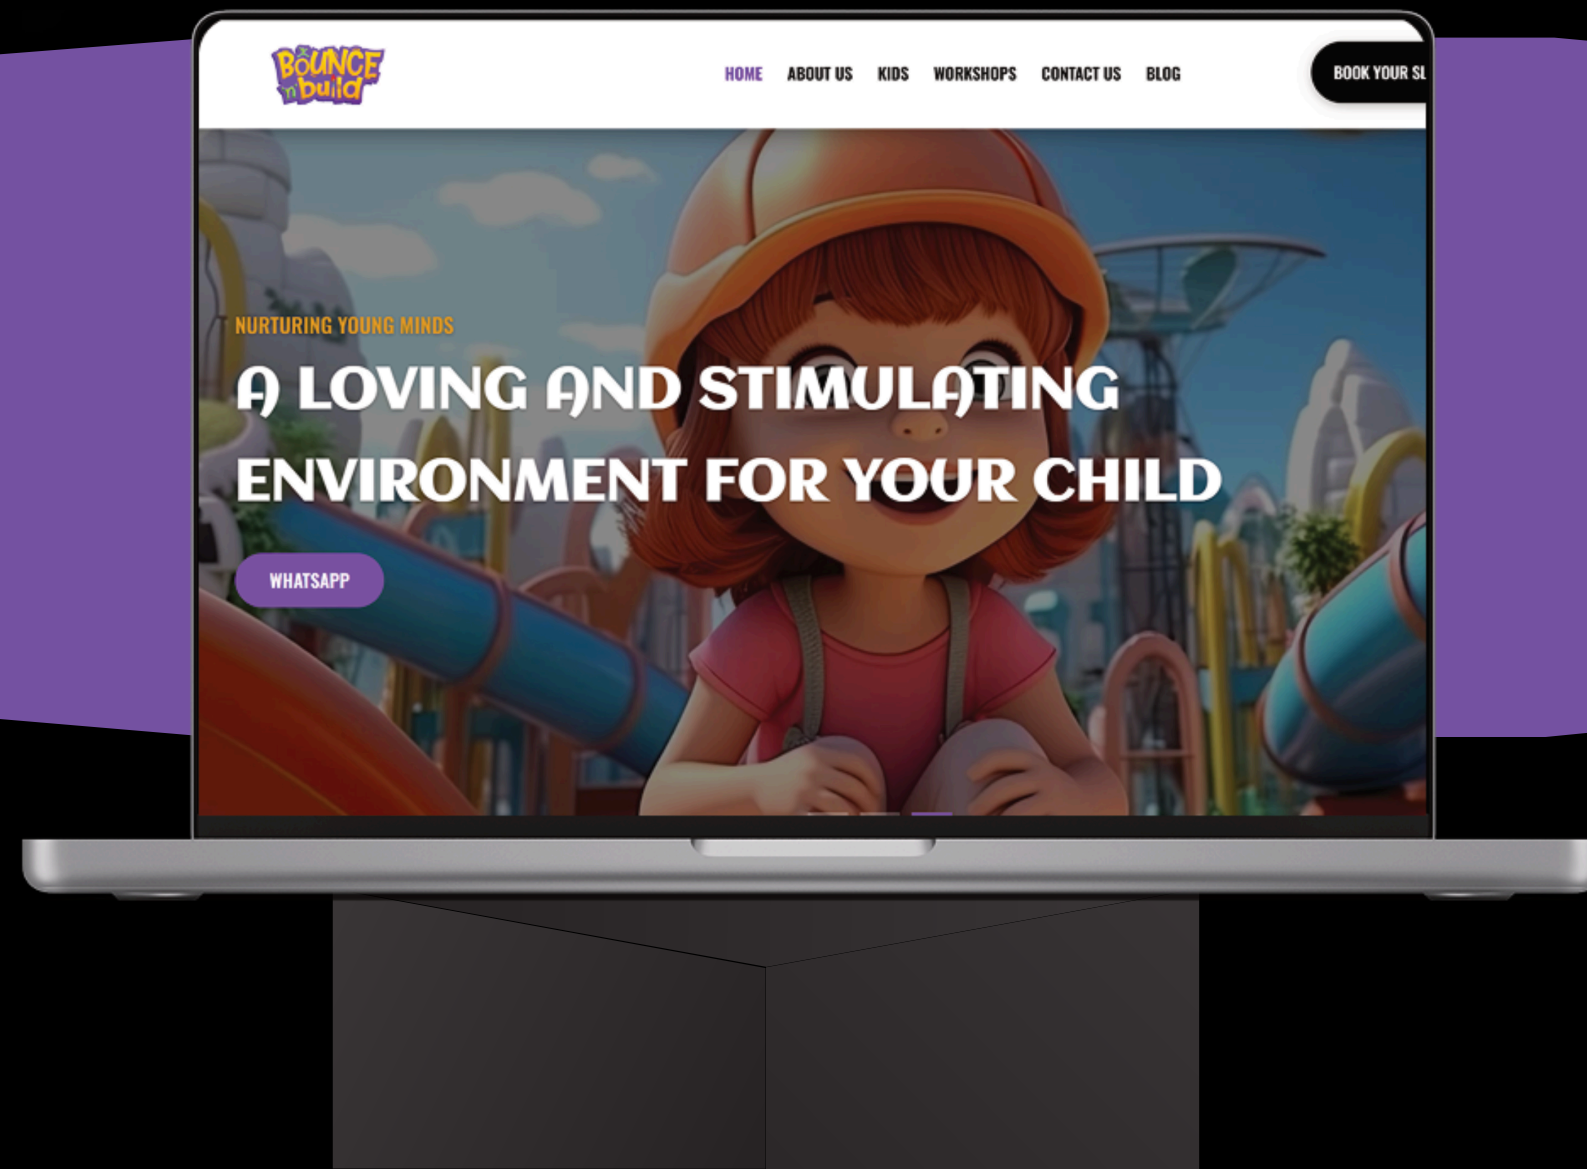 BOUNCE
'n' build
HOME ABOUT US KIDS WORKSHOPS CONTACT US BLOG
BOOK YOUR SL
NURTURING YOUNG MINDS
A LOVING AND STIMULATING
ENVIRONMENT FOR YOUR CHILD
WHATSAPP